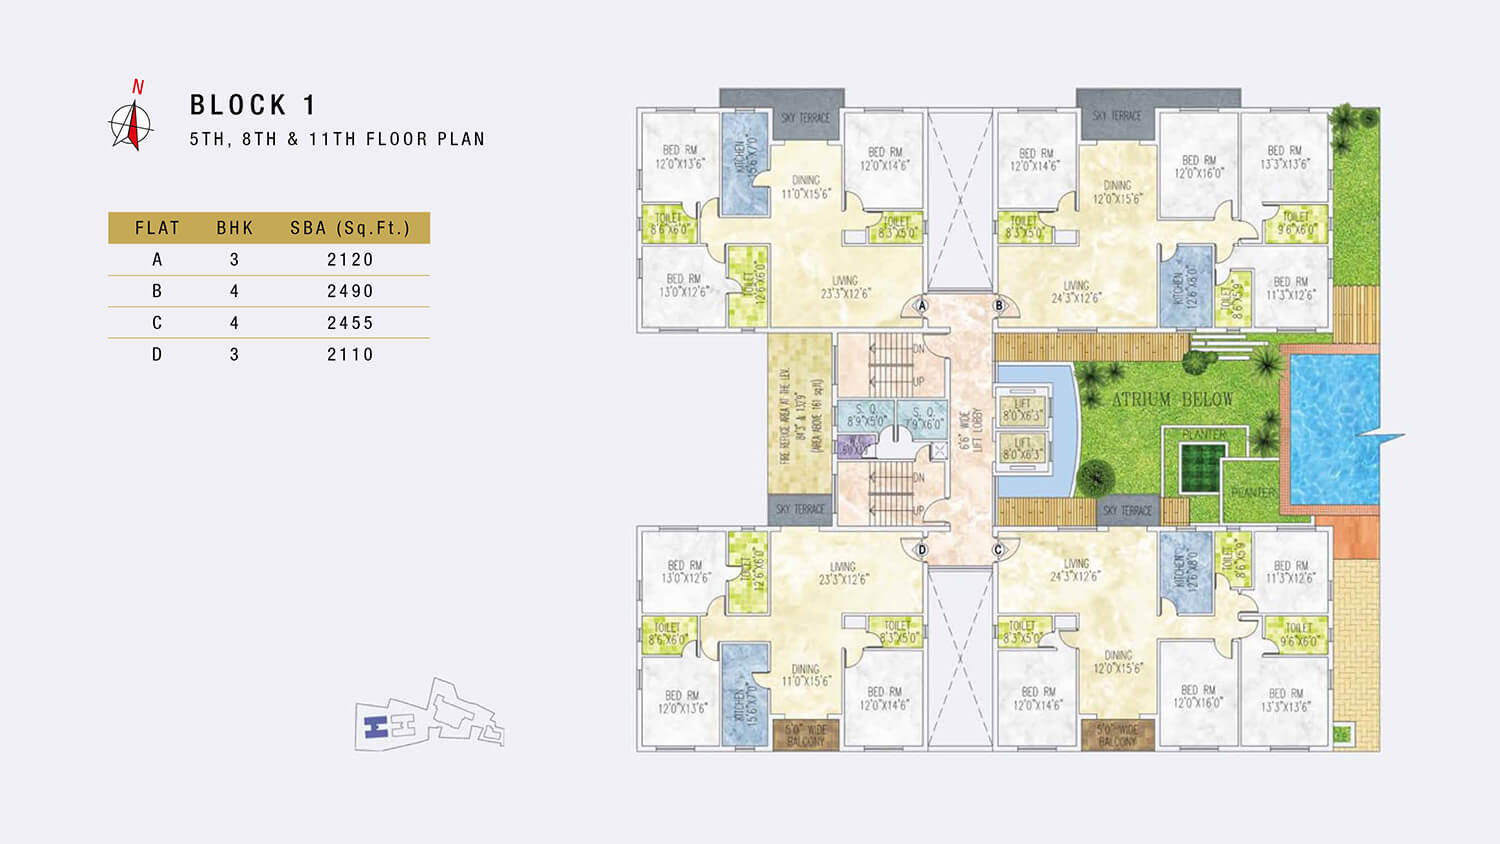 N
BLOCK 1
5TH, 8TH & 11TH FLOOR PLAN
FLAT BHK SBA (Sq.Ft.)
A 3 2120
B 4 2490
C 4 2455
D 3 2110
SKY TERRACE
BED RM
12'0"X13'6"
KITCHEN
15'6"X7'0"
DINING
11'0"X15'6"
BED RM
12'0"X14'6"
TOILET
8'6"X6'0"
TOILET
8'3"X5'0"
BED RM
13'0"X12'6"
TOILET
12'6"X6'0"
LIVING
23'3"X12'6"
A
X
SKY TERRACE
BED RM
12'0"X14'6"
DINING
12'0"X15'6"
BED RM
12'0"X16'0"
BED RM
13'3"X13'6"
TOILET
8'3"X5'0"
TOILET
9'6"X6'0"
LIVING
24'3"X12'6"
KITCHEN
12'6"X8'0"
TOILET
8'6"X5'9"
BED RM
11'3"X12'6"
B
FIRE REFUGE AREA AT THE LEV.
(AREA ABOVE 161 sq.ft)
DN
UP
S. Q.
8'9"X5'0"
S. Q.
7'9"X6'0"
DN
UP
6'6" WIDE
LIFT LOBBY
LIFT
8'0"X6'3"
LIFT
8'0"X6'3"
ATRIUM BELOW
PLANTER
PLANTER
SKY TERRACE
SKY TERRACE
D
C
BED RM
13'0"X12'6"
TOILET
12'6"X6'0"
LIVING
23'3"X12'6"
TOILET
8'6"X6'0"
TOILET
8'3"X5'0"
BED RM
12'0"X13'6"
KITCHEN
15'6"X7'0"
DINING
11'0"X15'6"
BED RM
12'0"X14'6"
5'0" WIDE
BALCONY
X
LIVING
24'3"X12'6"
KITCHEN
12'6"X8'0"
TOILET
8'6"X5'9"
BED RM
11'3"X12'6"
TOILET
8'3"X5'0"
TOILET
9'6"X6'0"
BED RM
12'0"X14'6"
DINING
12'0"X15'6"
BED RM
12'0"X16'0"
BED RM
13'3"X13'6"
5'0" WIDE
BALCONY